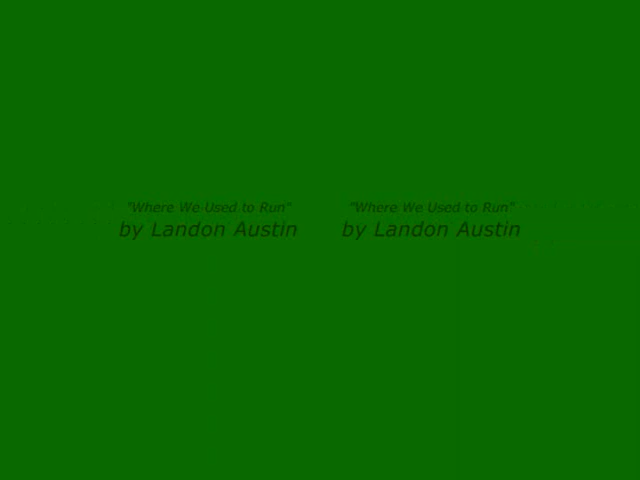 "Where We Used to Run" "Where We Used to Run"
by Landon Austin by Landon Austin